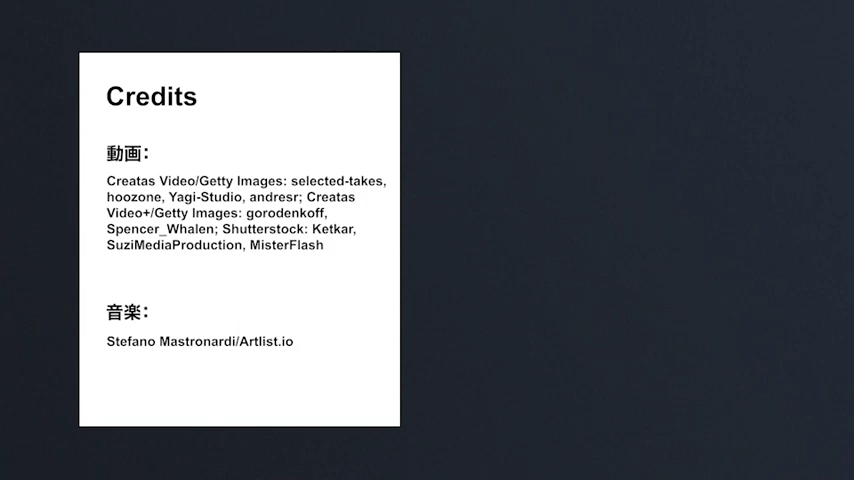 Credits
動画：
Creatas Video/Getty Images: selected-takes,
hoozone, Yagi-Studio, andresr; Creatas
Video+/Getty Images: gorodenkoff,
Spencer_Whalen; Shutterstock: Ketkar,
SuziMediaProduction, MisterFlash
音楽：
Stefano Mastronardi/Artlist.io